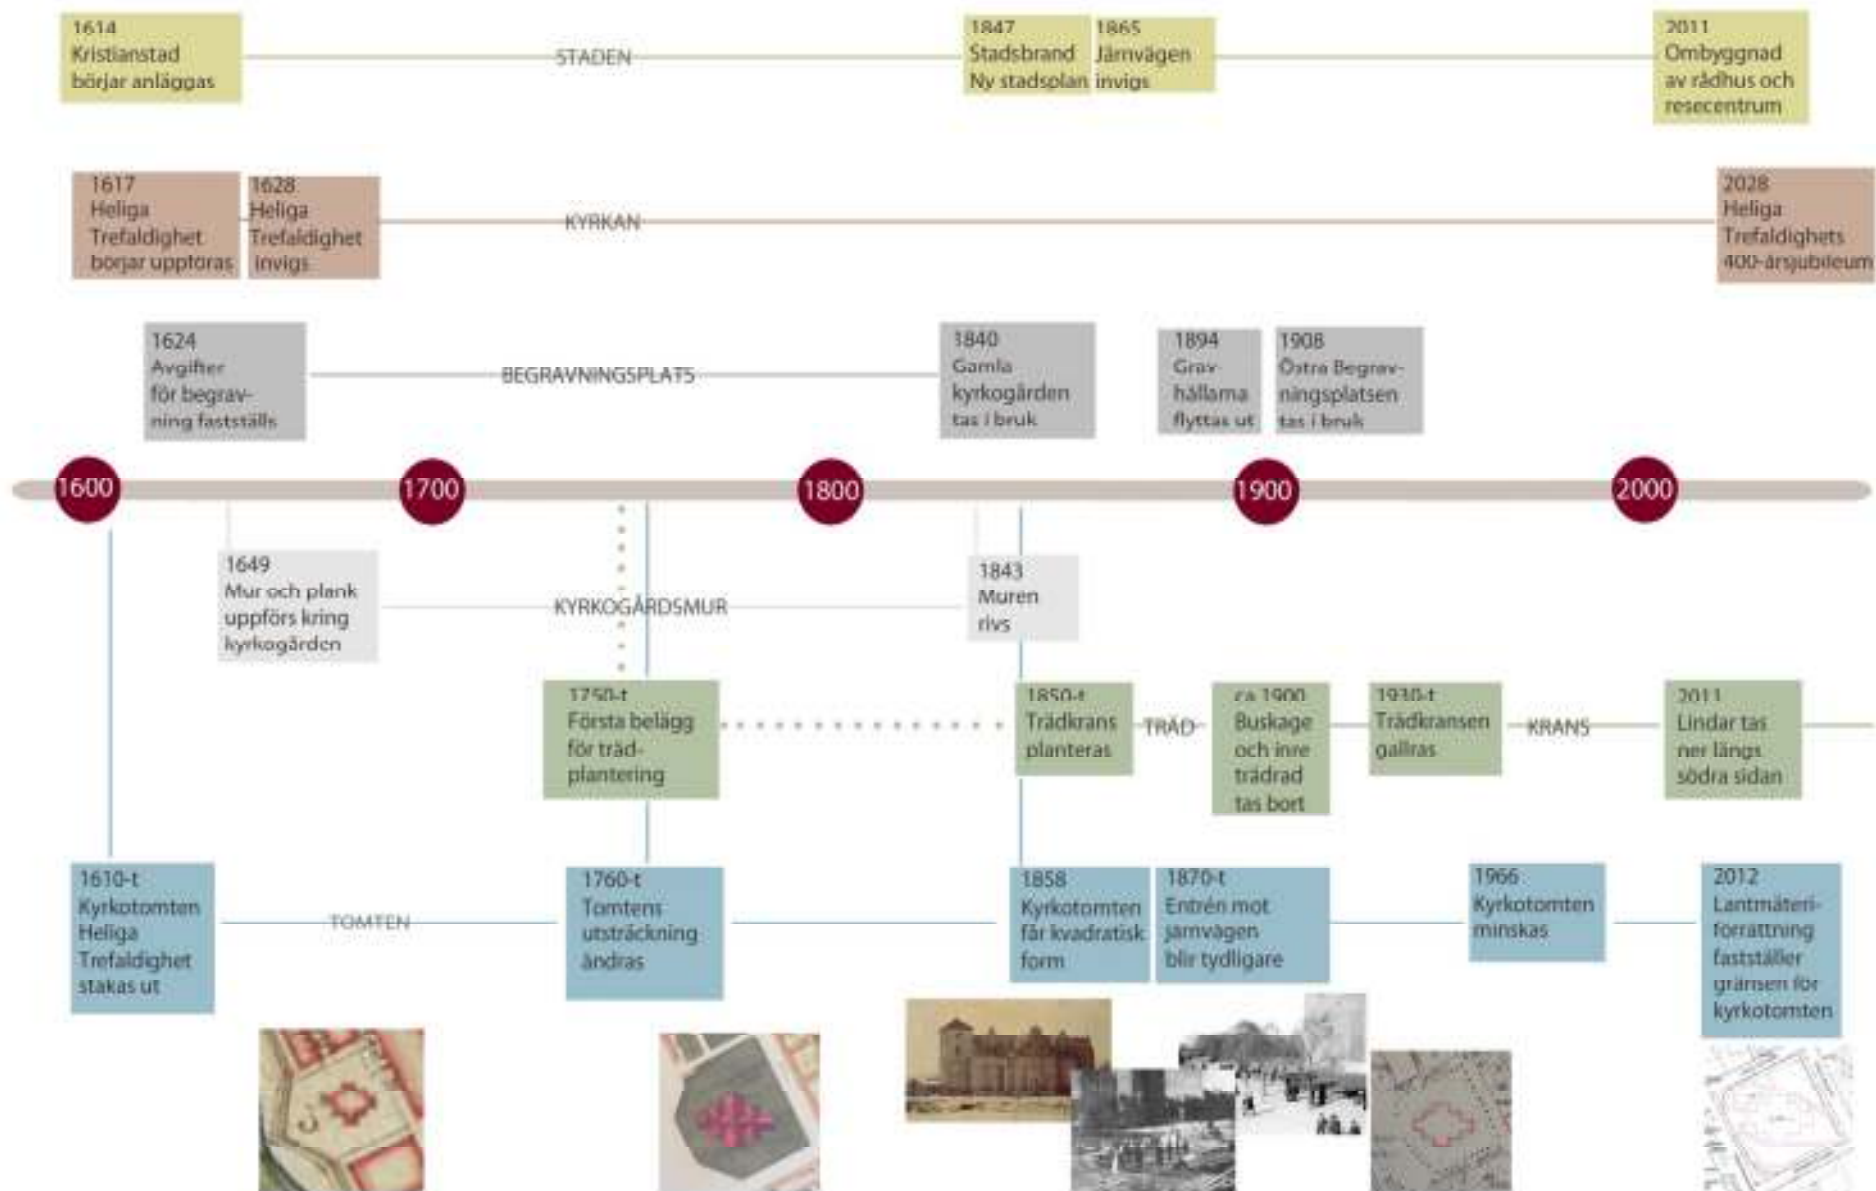 1614
Kristianstad
börjar anläggas
STADEN
1847
Stadsbrand
Ny stadsplan
1865
Järnvägen
invigs
2011
Ombyggnad
av rådhus och
resecentrum
1617
Heliga
Trefaldighet
börjar uppföras
1628
Heliga
Trefaldighet
invigs
KYRKAN
2028
Heliga
Trefaldighets
400-årsjubileum
1624
Avgifter
för begrav-
ning fastställs
BEGRAVNINGSPLATS
1840
Gamla
kyrkogården
tas i bruk
1894
Grav-
hällarna
flyttas ut
1908
Östra Begrav-
ningsplatsen
tas i bruk
1600
1700
1800
1900
2000
1649
Mur och plank
uppförs kring
kyrkogården
KYRKOGÅRDSMUR
1843
Muren
rivs
1750-t
Första belägg
för träd-
plantering
1850-t
Trädkrans
planteras
TRÄD
ca 1900
Buskage
och inre
trädrad
tas bort
1930-t
Trädkransen
gallras
KRANS
2011
Lindar tas
ner längs
södra sidan
1610-t
Kyrkotomten
Heliga
Trefaldighet
stakas ut
TOMTEN
1760-t
Tomtens
utsträckning
ändras
1858
Kyrkotomten
får kvadratisk
form
1870-t
Entrén mot
järnvägen
blir tydligare
1966
Kyrkotomten
minskas
2012
Lantmäteri-
förrättning
fastställer
gränsen för
kyrkotomten